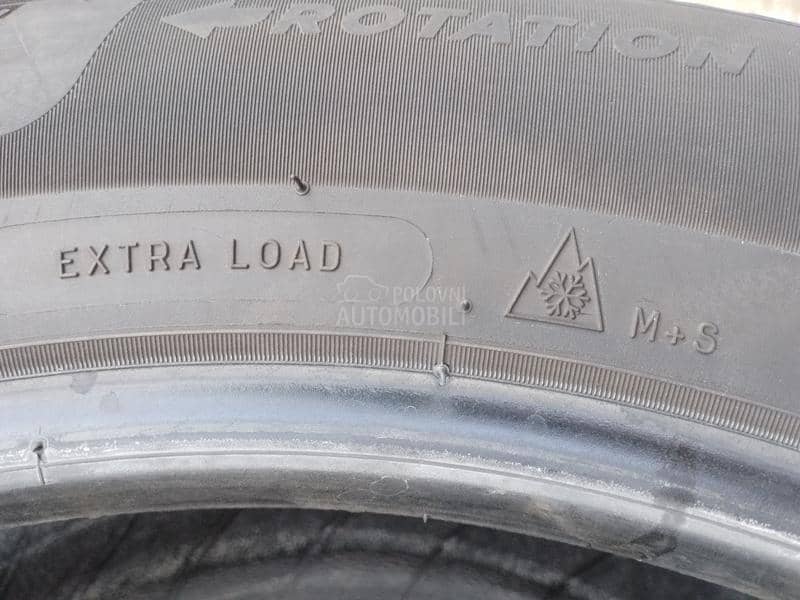 ROTATION
EXTRA LOAD
POLOVNI
AUTOMOBILI
M+S